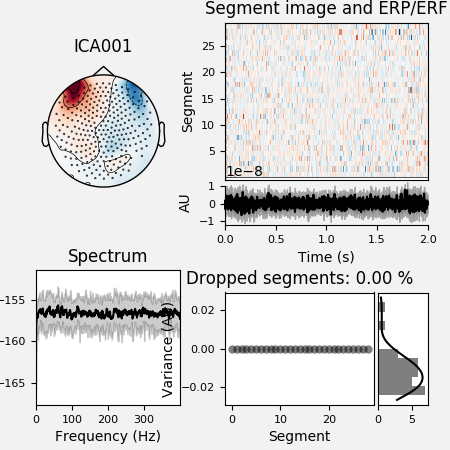 Segment image and ERP/ERF
ICA001
Segment
25
20
15
10
5
1e−8
AU
1
0
−1
0.0 0.5 1.0 1.5 2.0
Time (s)
Spectrum
−155
−160
−165
0 100 200 300
Frequency (Hz)
Dropped segments: 0.00 %
0.02
0.00
−0.02
0 10 20
Segment
0 5